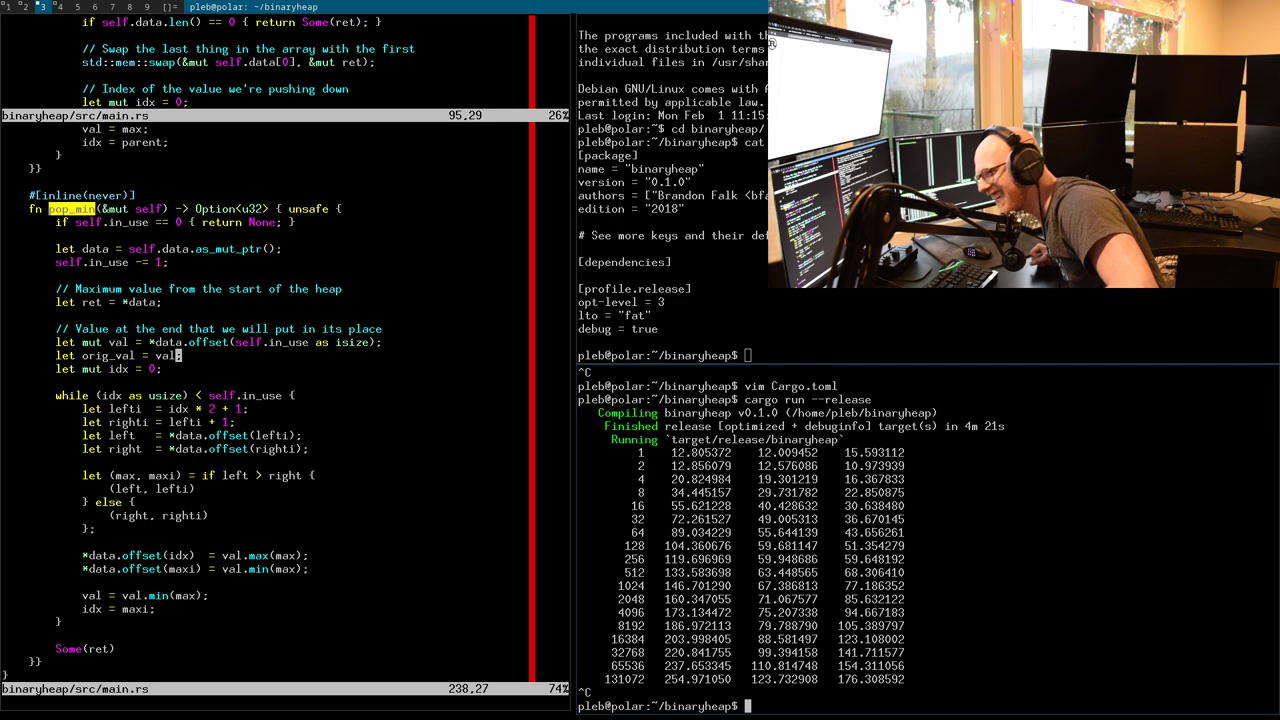 1 2 3 4 5 6 7 8 9 []= pleb@polar: ~/binaryheap
if self.data.len() == 0 { return Some(ret); }
// Swap the last thing in the array with the first
std::mem::swap(&mut self.data[0], &mut ret);
// Index of the value we're pushing down
let mut idx = 0;
binaryheap/src/main.rs 95,29 26%
val = max;
idx = parent;
}
}}
#[inline(never)]
fn pop_min(&mut self) -> Option<u32> { unsafe {
if self.in_use == 0 { return None; }
let data = self.data.as_mut_ptr();
self.in_use -= 1;
// Maximum value from the start of the heap
let ret = *data;
// Value at the end that we will put in its place
let mut val = *data.offset(self.in_use as isize);
let orig_val = val;
let mut idx = 0;
while (idx as usize) < self.in_use {
let lefti = idx * 2 + 1;
let righti = lefti + 1;
let left = *data.offset(lefti);
let right = *data.offset(righti);
let (max, maxi) = if left > right {
(left, lefti)
} else {
(right, righti)
};
*data.offset(idx) = val.max(max);
*data.offset(maxi) = val.min(max);
val = val.min(max);
idx = maxi;
}
Some(ret)
}}
}
binaryheap/src/main.rs 238,27 74%
The programs included with th
the exact distribution terms
individual files in /usr/shar
Debian GNU/Linux comes with A
permitted by applicable law.
Last login: Mon Feb 1 11:15:
pleb@polar:~$ cd binaryheap/
pleb@polar:~/binaryheap$ cat
[package]
name = "binaryheap"
version = "0.1.0"
authors = ["Brandon Falk <bfa
edition = "2018"
# See more keys and their def
[dependencies]
[profile.release]
opt-level = 3
lto = "fat"
debug = true
pleb@polar:~/binaryheap$
^C
pleb@polar:~/binaryheap$ vim Cargo.toml
pleb@polar:~/binaryheap$ cargo run --release
Compiling binaryheap v0.1.0 (/home/pleb/binaryheap)
Finished release [optimized + debuginfo] target(s) in 4m 21s
Running `target/release/binaryheap`
1 12.805372 12.009452 15.593112
2 12.856079 12.576086 10.973939
4 20.824984 19.301219 16.367833
8 34.445157 29.731782 22.850875
16 55.621228 40.428632 30.638480
32 72.261527 49.005313 36.670145
64 89.034229 55.644139 43.656261
128 104.360676 59.681147 51.354279
256 119.696969 59.948686 59.648192
512 133.583698 63.448565 68.306410
1024 146.701290 67.386813 77.186352
2048 160.347055 71.067577 85.632122
4096 173.134472 75.207338 94.667183
8192 186.972113 79.788790 105.389797
16384 203.998405 88.581497 123.108002
32768 220.841755 99.394158 141.711577
65536 237.653345 110.814748 154.311056
131072 254.971050 123.732908 176.308592
^C
pleb@polar:~/binaryheap$